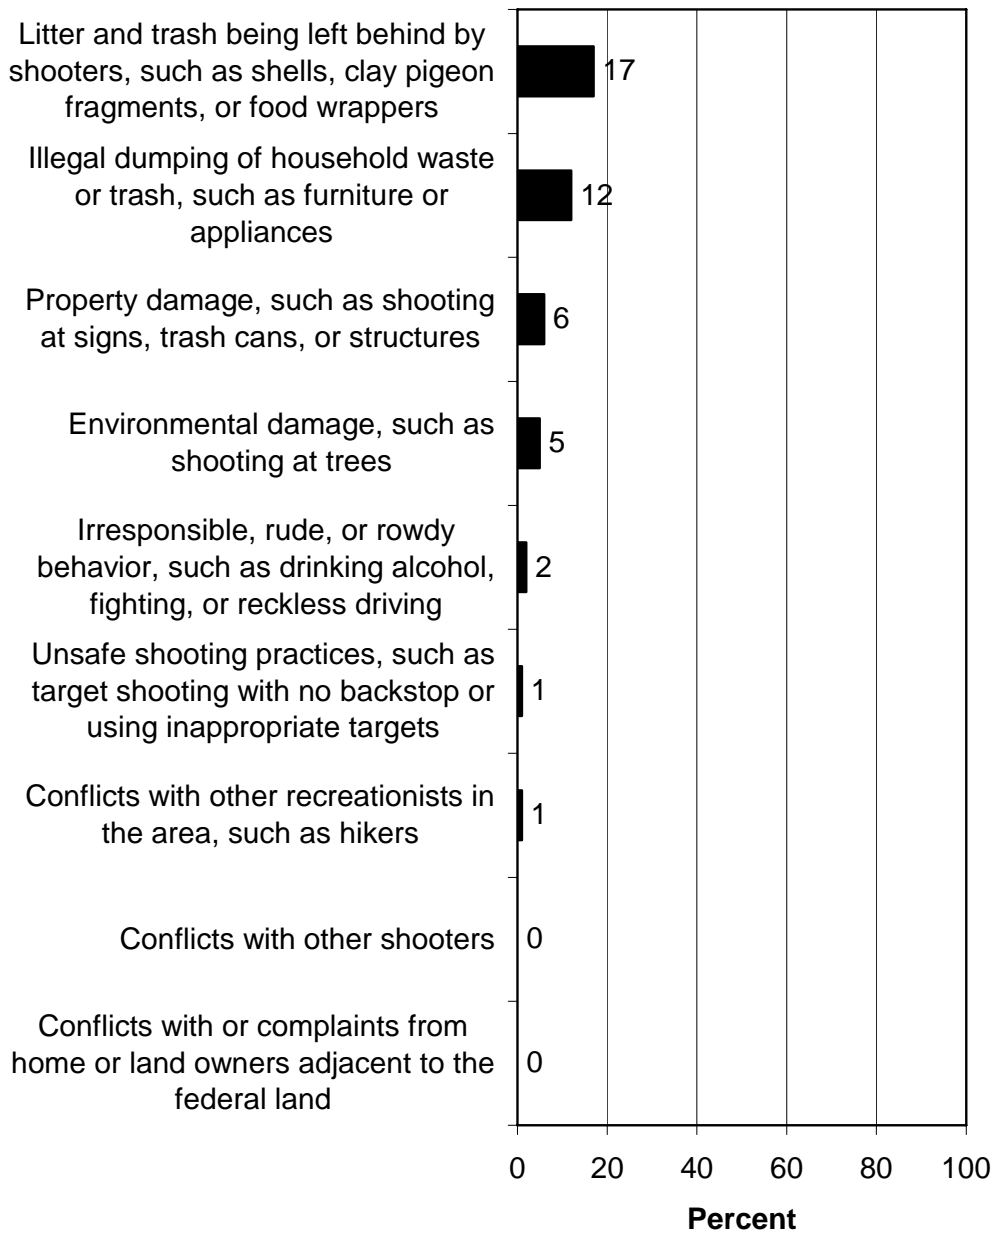 Litter and trash being left behind by
shooters, such as shells, clay pigeon
fragments, or food wrappers
17
Illegal dumping of household waste
or trash, such as furniture or
appliances
12
Property damage, such as shooting
at signs, trash cans, or structures
6
Environmental damage, such as
shooting at trees
5
Irresponsible, rude, or rowdy
behavior, such as drinking alcohol,
fighting, or reckless driving
2
Unsafe shooting practices, such as
target shooting with no backstop or
using inappropriate targets
1
Conflicts with other recreationists in
the area, such as hikers
1
Conflicts with other shooters
0
Conflicts with or complaints from
home or land owners adjacent to the
federal land
0
0 20 40 60 80 100
Percent